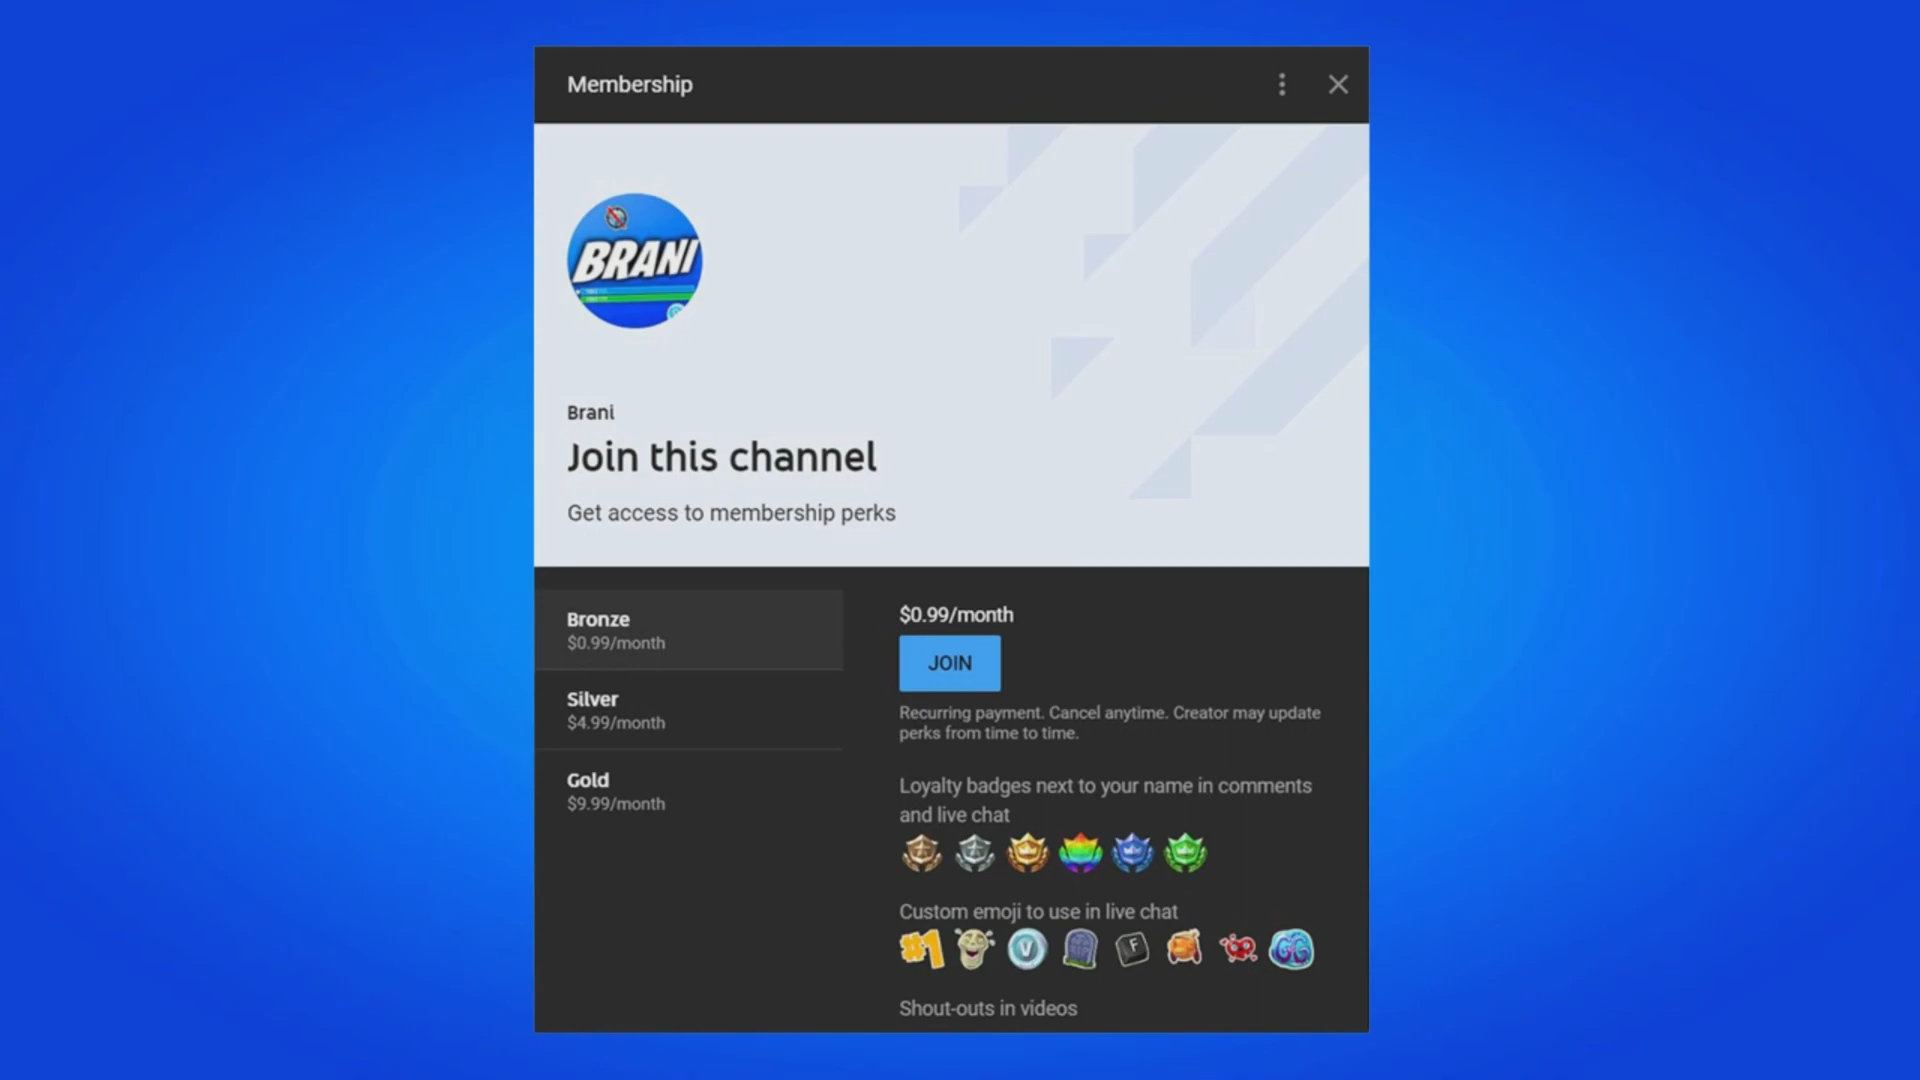 Membership
BRANI
Brani
Join this channel
Get access to membership perks
Bronze
$0.99/month
Silver
$4.99/month
Gold
$9.99/month
$0.99/month
JOIN
Recurring payment. Cancel anytime. Creator may update
perks from time to time.
Loyalty badges next to your name in comments
and live chat
Custom emoji to use in live chat
#1
V
F
GG
Shout-outs in videos